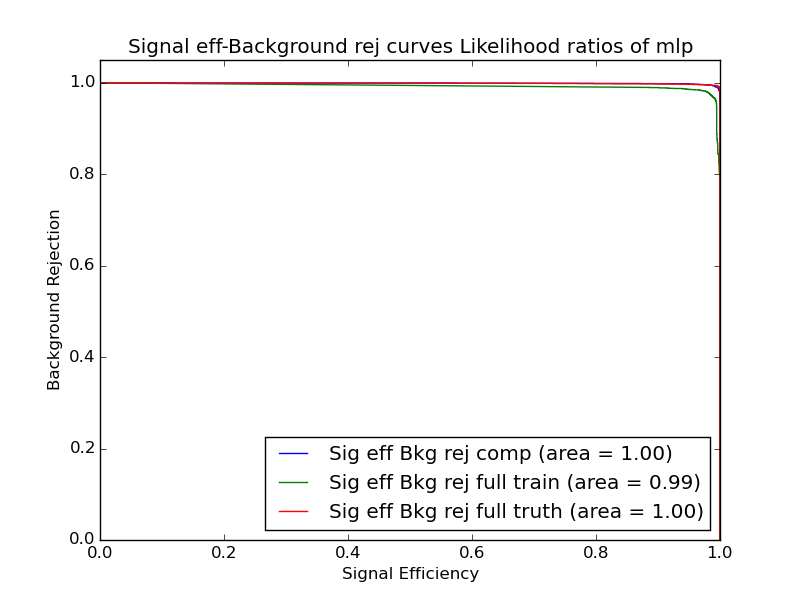 Signal eff-Background rej curves Likelihood ratios of mlp
1.0
0.8
0.6
0.4
0.2
0.0
Background Rejection
Sig eff Bkg rej comp (area = 1.00)
Sig eff Bkg rej full train (area = 0.99)
Sig eff Bkg rej full truth (area = 1.00)
0.0 0.2 0.4 0.6 0.8 1.0
Signal Efficiency